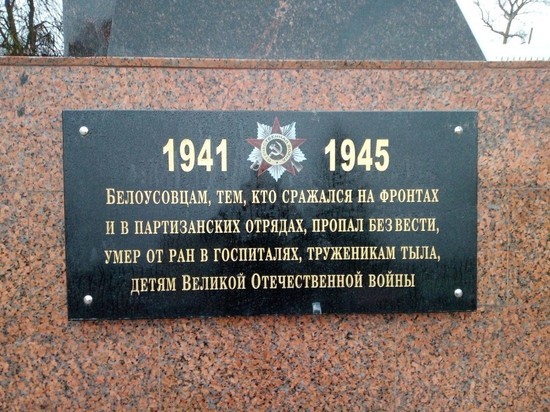 1941 1945
Белоусовцам, тем, кто сражался на фронтах
и в партизанских отрядах, пропал без вести,
умер от ран в госпиталях, труженикам тыла,
детям Великой Отечественной войны